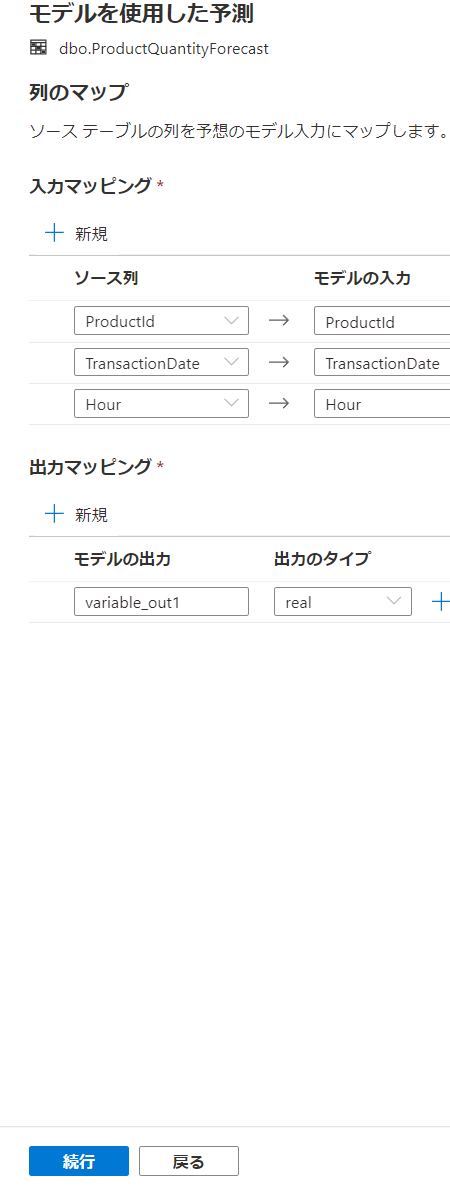 モデルを使用した予測
dbo.ProductQuantityForecast
列のマップ
ソース テーブルの列を予想のモデル入力にマップします。
入力マッピング *
新規
ソース列 モデルの入力
ProductId ProductId
TransactionDate TransactionDate
Hour Hour
出力マッピング *
新規
モデルの出力 出力のタイプ
variable_out1 real
続行 戻る